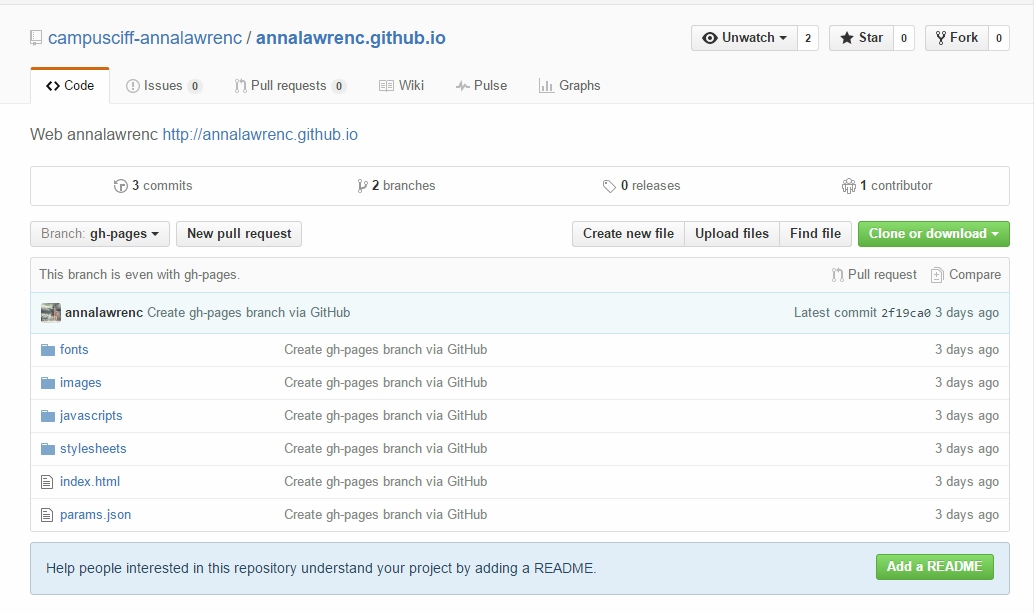 campusciff-annalawrenc / annalawrenc.github.io
Unwatch 2 Star 0 Fork 0
Code Issues 0 Pull requests 0 Wiki Pulse Graphs
Web annalawrenc http://annalawrenc.github.io
3 commits 2 branches 0 releases 1 contributor
Branch: gh-pages New pull request Create new file Upload files Find file Clone or download
This branch is even with gh-pages. Pull request Compare
annalawrenc Create gh-pages branch via GitHub Latest commit 2f19ca0 3 days ago
fonts Create gh-pages branch via GitHub 3 days ago
images Create gh-pages branch via GitHub 3 days ago
javascripts Create gh-pages branch via GitHub 3 days ago
stylesheets Create gh-pages branch via GitHub 3 days ago
index.html Create gh-pages branch via GitHub 3 days ago
params.json Create gh-pages branch via GitHub 3 days ago
Help people interested in this repository understand your project by adding a README. Add a README